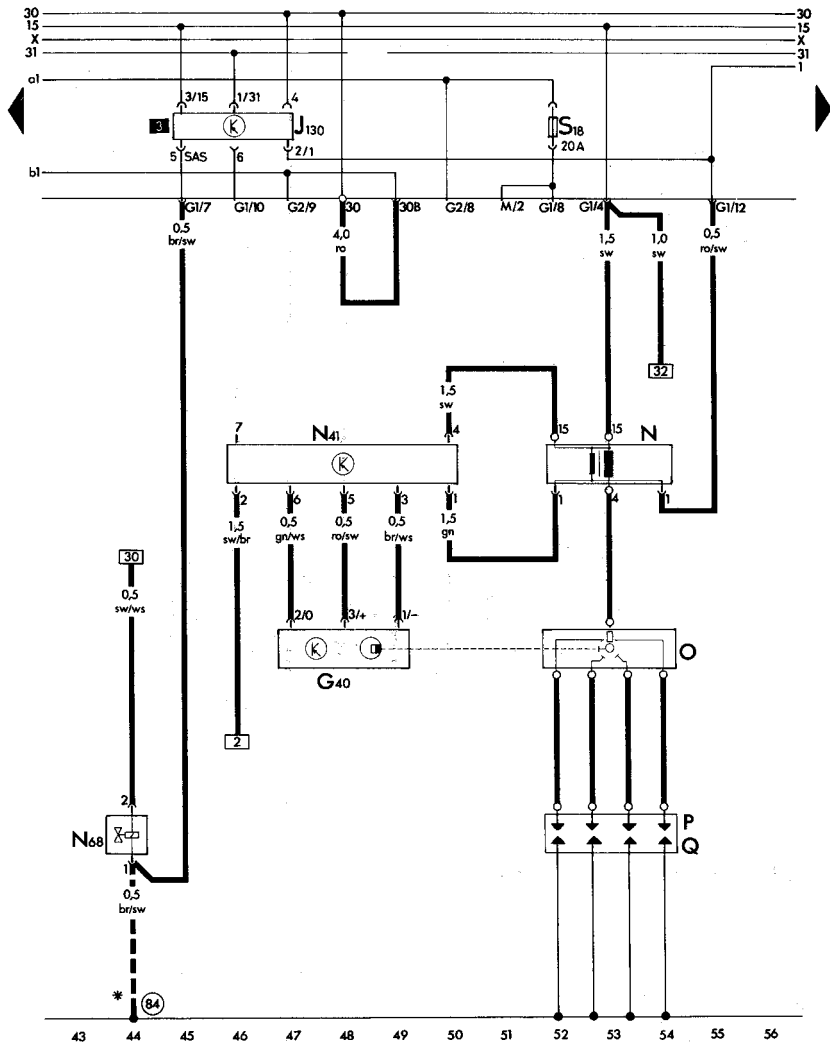 30 30
15 15
X X
31 31
1
a1
3/15 1/31 4
3 K J130 S18
5 SAS 6 2/1 20A
b1
G1/7 G1/10 G2/9 30 30B G2/8 M/2 G1/8 G1/4 G1/12
0,5 4,0 1,5 1,0 0,5
br/sw ro sw sw ro/sw
32
1,5
sw
7 N41 4 15 15 N
K
2 6 5 3 1 1 4 1
1,5 0,5 0,5 0,5 1,5
sw/br gn/ws ro/sw br/ws gn
30
0,5
sw/ws
2/0 3/+ 1/−
K O
G40
2
2
N68 P
Q
1
0,5
br/sw
* 84
43 44 45 46 47 48 49 50 51 52 53 54 55 56